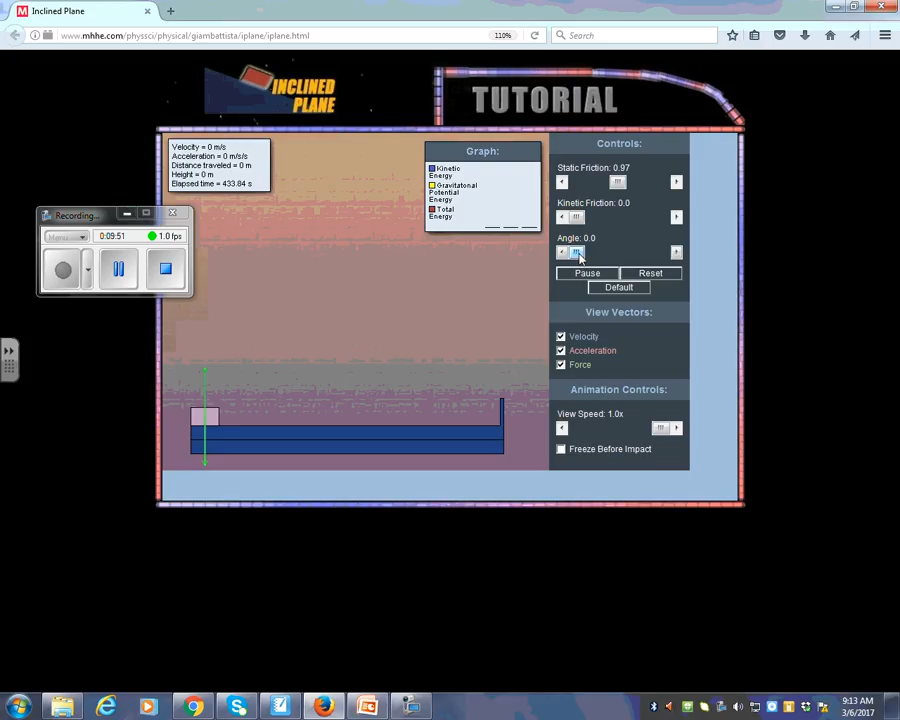 Inclined Plane
www.mhhe.com/physsci/physical/giambattista/iplane/iplane.html
110%
Search
INCLINED
PLANE
TUTORIAL
Velocity = 0 m/s
Acceleration = 0 m/s/s
Distance traveled = 0 m
Height = 0 m
Elapsed time = 433.84 s
Graph:
Kinetic
Energy
Gravitatonal
Potential
Energy
Total
Energy
Controls:
Static Friction: 0.97
Kinetic Friction: 0.0
Angle: 0.0
Pause
Reset
Default
View Vectors:
Velocity
Acceleration
Force
Animation Controls:
View Speed: 1.0x
Freeze Before Impact
Recording...
Menu
0:09:51
1.0 fps
9:13 AM
3/6/2017